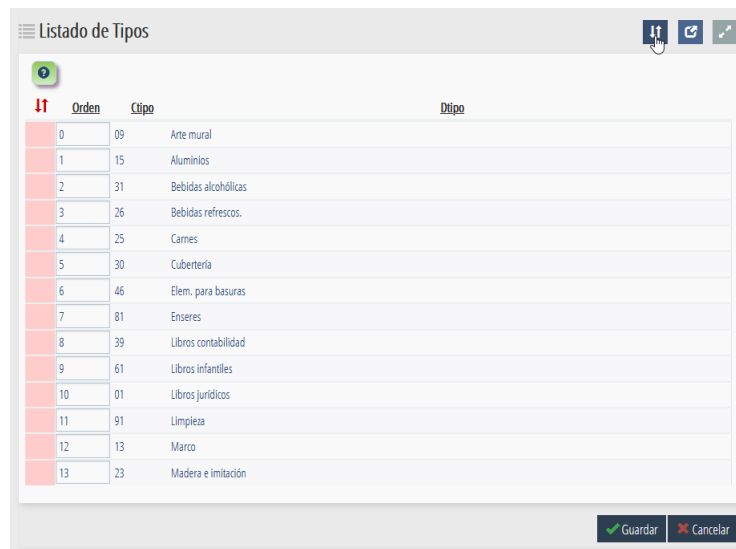 Listado de Tipos
Orden Ctipo Dtipo
0 09 Arte mural
1 15 Aluminios
2 31 Bebidas alcohólicas
3 26 Bebidas refrescos.
4 25 Carnes
5 30 Cubertería
6 46 Elem. para basuras
7 81 Enseres
8 39 Libros contabilidad
9 61 Libros infantiles
10 01 Libros jurídicos
11 91 Limpieza
12 13 Marco
13 23 Madera e imitación
Guardar Cancelar